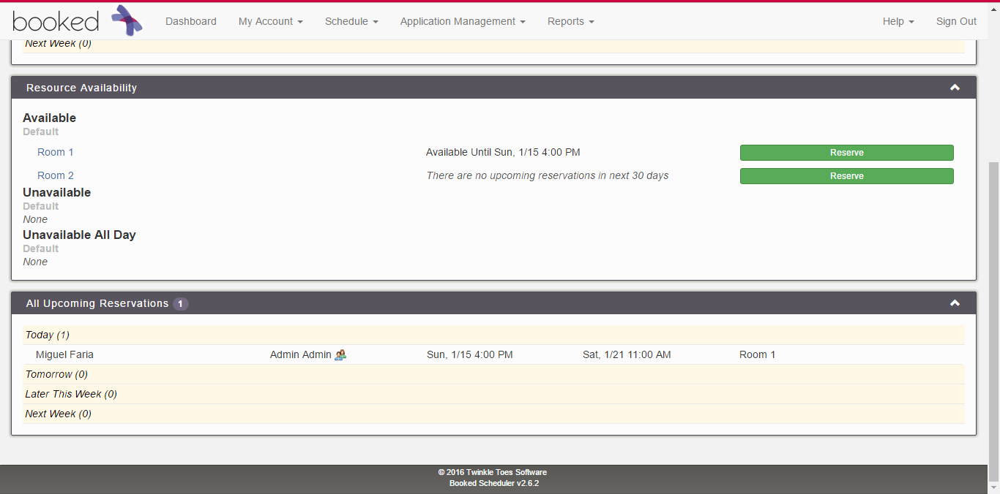 booked Dashboard My Account Schedule Application Management Reports Help Sign Out
Next Week (0)
Resource Availability
Available
Default
Room 1 Available Until Sun, 1/15 4:00 PM Reserve
Room 2 There are no upcoming reservations in next 30 days Reserve
Unavailable
Default
None
Unavailable All Day
Default
None
All Upcoming Reservations 1
Today (1)
Miguel Faria Admin Admin Sun, 1/15 4:00 PM Sat, 1/21 11:00 AM Room 1
Tomorrow (0)
Later This Week (0)
Next Week (0)
© 2016 Twinkle Toes Software
Booked Scheduler v2.6.2